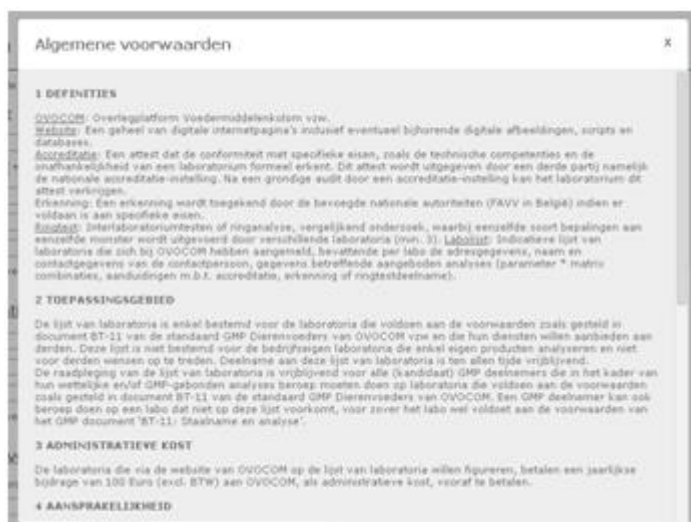 Algemene voorwaarden
x
1 DEFINITIES
OVOCOM: Overlegplatform Voedermiddelenkolom vzw.
Website: Een geheel van digitale internetpagina's inclusief eventueel bijhorende digitale afbeeldingen, scripts en
databases.
Accreditatie: Een attest dat de conformiteit met specifieke eisen, zoals de technische competenties en de
onafhankelijkheid van een laboratorium formeel erkent. Dit attest wordt uitgegeven door een derde partij namelijk
de nationale accreditatie-instelling. Na een grondige audit door een accreditatie-instelling kan het laboratorium dit
attest verkrijgen.
Erkenning: Een erkenning wordt toegekend door de bevoegde nationale autoriteiten (FAVV in België) indien er
voldaan is aan specifieke eisen.
Ringtest: Interlaboratoriumtesten of ringanalyse, vergelijkend onderzoek, waarbij eenzelfde soort bepalingen aan
eenzelfde monster wordt uitgevoerd door verschillende laboratoria (min. 3). Labolijst: Indicatieve lijst van
laboratoria die zich bij OVOCOM hebben aangemeld, bevattende per labo de adresgegevens, naam en
contactgegevens van de contactpersoon, gegevens betreffende aangeboden analyses (parameter * matrix
combinaties, aanduidingen m.b.t. accreditatie, erkenning of ringtestdeelname).
2 TOEPASSINGSGEBIED
De lijst van laboratoria is enkel bestemd voor de laboratoria die voldoen aan de voorwaarden zoals gesteld in
document BT-11 van de standaard GMP Dierenvoeders van OVOCOM vzw en die hun diensten willen aanbieden aan
derden. Deze lijst is niet bestemd voor de bedrijfseigen laboratoria die enkel eigen producten analyseren en niet
voor derden wensen op te treden. Deelname aan deze lijst van laboratoria is ten allen tijde vrijblijvend.
De raadpleging van de lijst van laboratoria is vrijblijvend voor alle (kandidaat) GMP deelnemers die in het kader van
hun wettelijke en/of GMP-gebonden analyses beroep moeten doen op laboratoria die voldoen aan de voorwaarden
zoals gesteld in document BT-11 van de standaard GMP Dierenvoeders van OVOCOM. Een GMP deelnemer kan ook
beroep doen op een labo dat niet op deze lijst voorkomt, voor zover het labo wel voldoet aan de voorwaarden van
het GMP document 'BT-11: Staalname en analyse'.
3 ADMINISTRATIEVE KOST
De laboratoria die via de website van OVOCOM op de lijst van laboratoria willen figureren, betalen een jaarlijkse
bijdrage van 100 Euro (excl. BTW) aan OVOCOM, als administratieve kost, vooraf te betalen.
4 AANSPRAKELIJKHEID